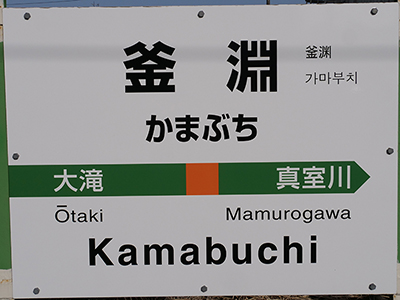 釜淵
釜渊
가마부치
かまぶち
大滝 真室川
Ōtaki Mamurogawa
Kamabuchi